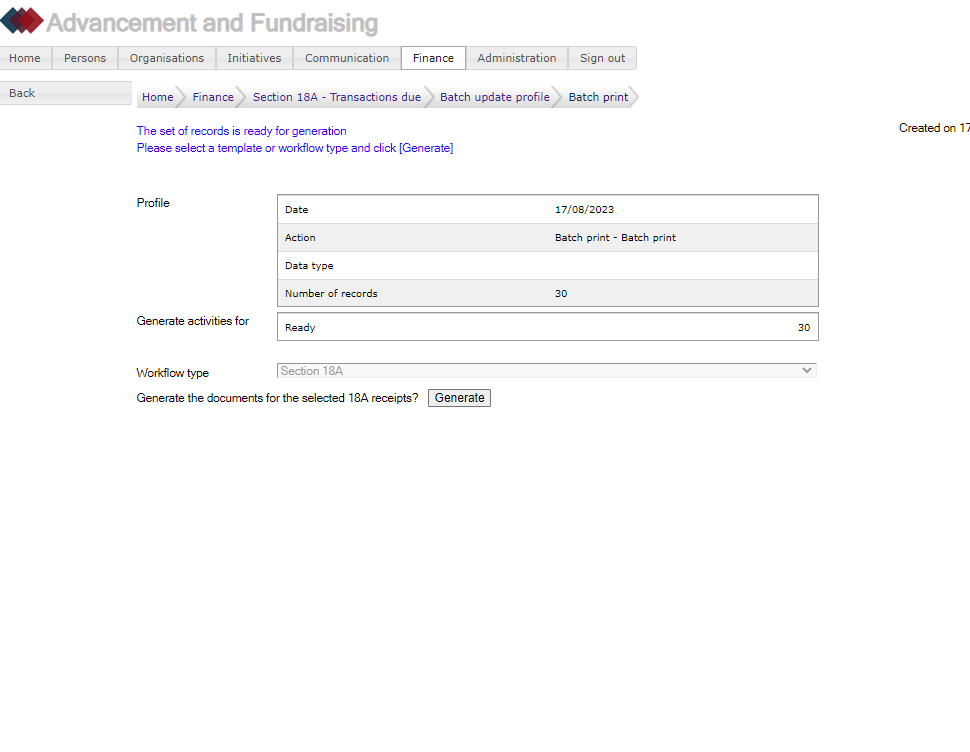 Advancement and Fundraising
Home Persons Organisations Initiatives Communication Finance Administration Sign out
Back
Home Finance Section 18A - Transactions due Batch update profile Batch print
The set of records is ready for generation
Created on 17
Please select a template or workflow type and click [Generate]
Profile
Date 17/08/2023
Action Batch print - Batch print
Data type
Number of records 30
Generate activities for Ready 30
Workflow type Section 18A
Generate the documents for the selected 18A receipts? Generate